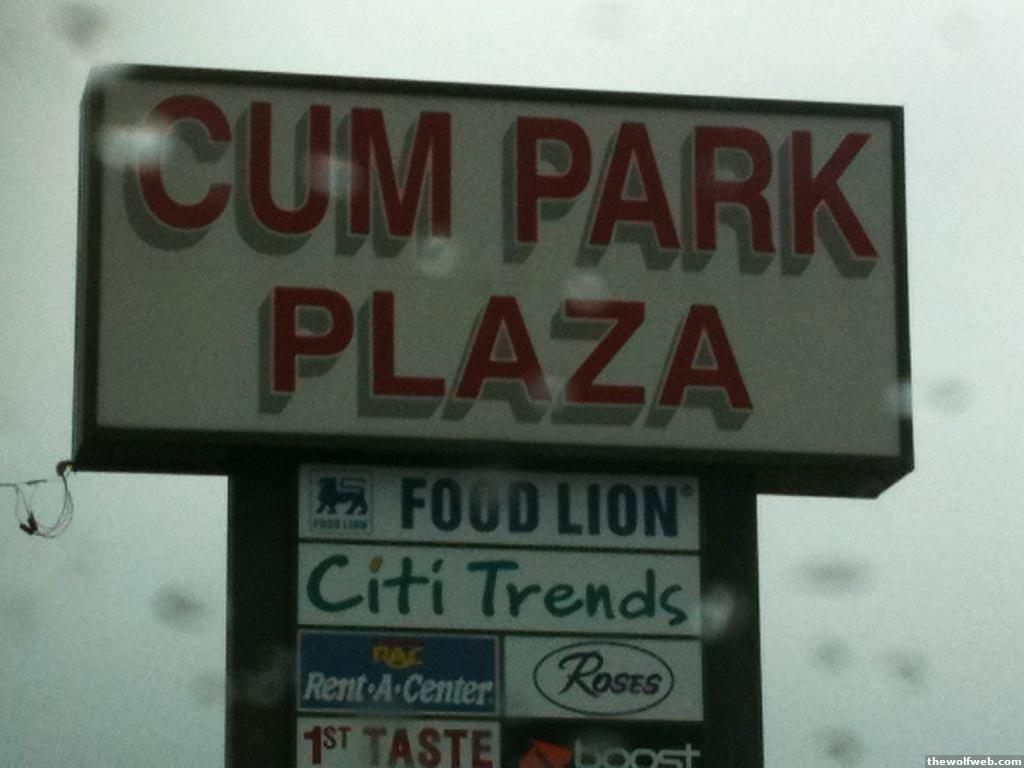 CUM PARK
PLAZA
FOOD LION
FOOD LION®
Citi Trends
RAC
Rent-A-Center
ROSES
1ST TASTE
boost
thewolfweb.com